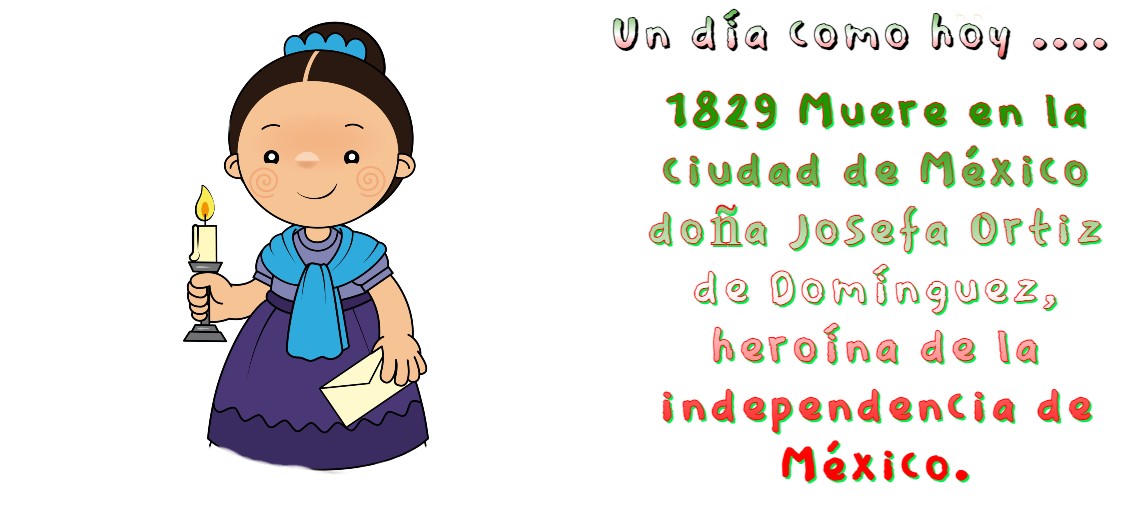 Un día como hoy ....
1829 Muere en la
ciudad de México
doña Josefa Ortiz
de Domínguez,
heroína de la
independencia de
México.